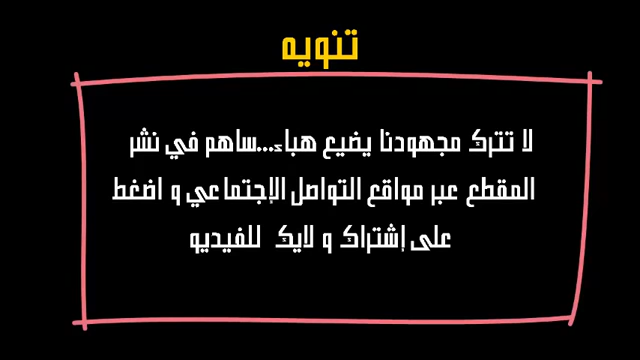 تنويه
لا تترك مجهودنا يضيع هباء...ساهم في نشر
المقطع عبر مواقع التواصل الإجتماعي و اضغط
على إشتراك و لايك للفيديو